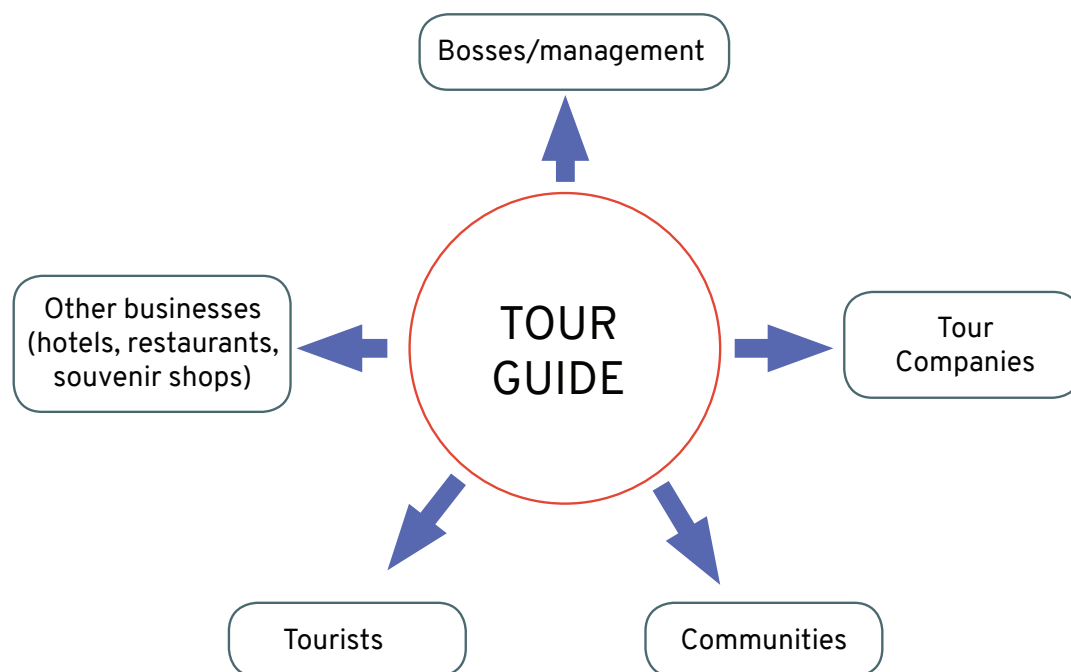 Bosses/management
Other businesses
(hotels, restaurants,
souvenir shops)
TOUR
GUIDE
Tour
Companies
Tourists
Communities